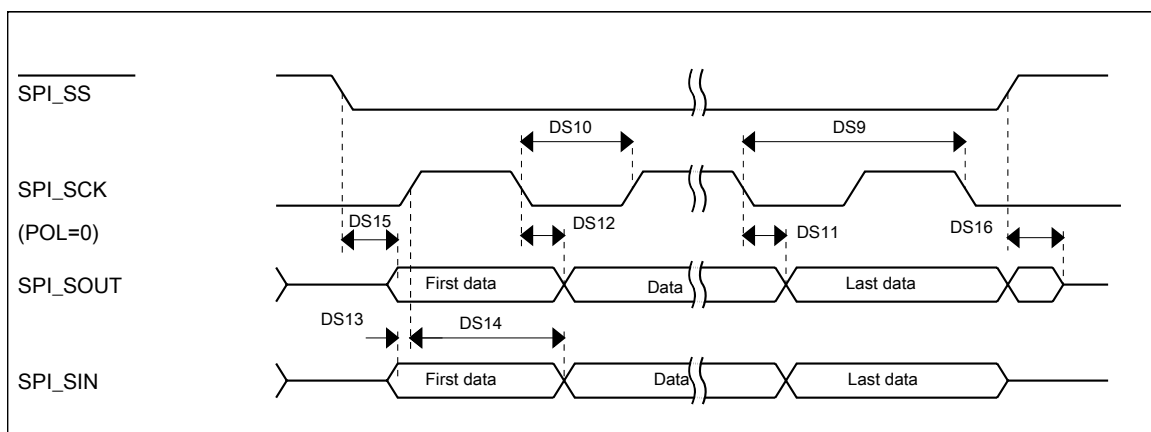 SPI_SS
DS10
DS9
SPI_SCK
(POL=0)
DS15
DS12
DS11
DS16
SPI_SOUT
First data
Data
Last data
DS13
DS14
SPI_SIN
First data
Data
Last data